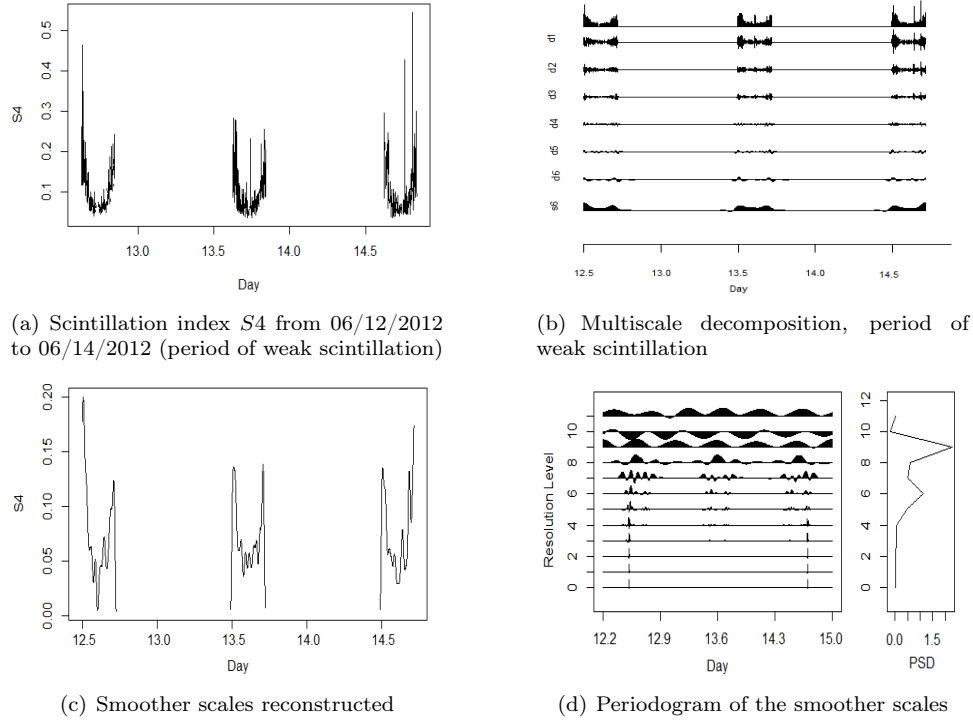 S4
0.1 0.2 0.3 0.4 0.5
13.0 13.5 14.0 14.5
Day
(a) Scintillation index S4 from 06/12/2012
to 06/14/2012 (period of weak scintillation)
d1
d2
d3
d4
d5
d6
s6
12.5 13.0 13.5 14.0 14.5
Day
(b) Multiscale decomposition, period of
weak scintillation
S4
0.00 0.05 0.10 0.15 0.20
12.5 13.0 13.5 14.0 14.5
Day
(c) Smoother scales reconstructed
Resolution Level
0 2 4 6 8 10
12.2 12.9 13.6 14.3 15.0
Day
0 2 4 6 8 10 12
0.0 1.5
PSD
(d) Periodogram of the smoother scales